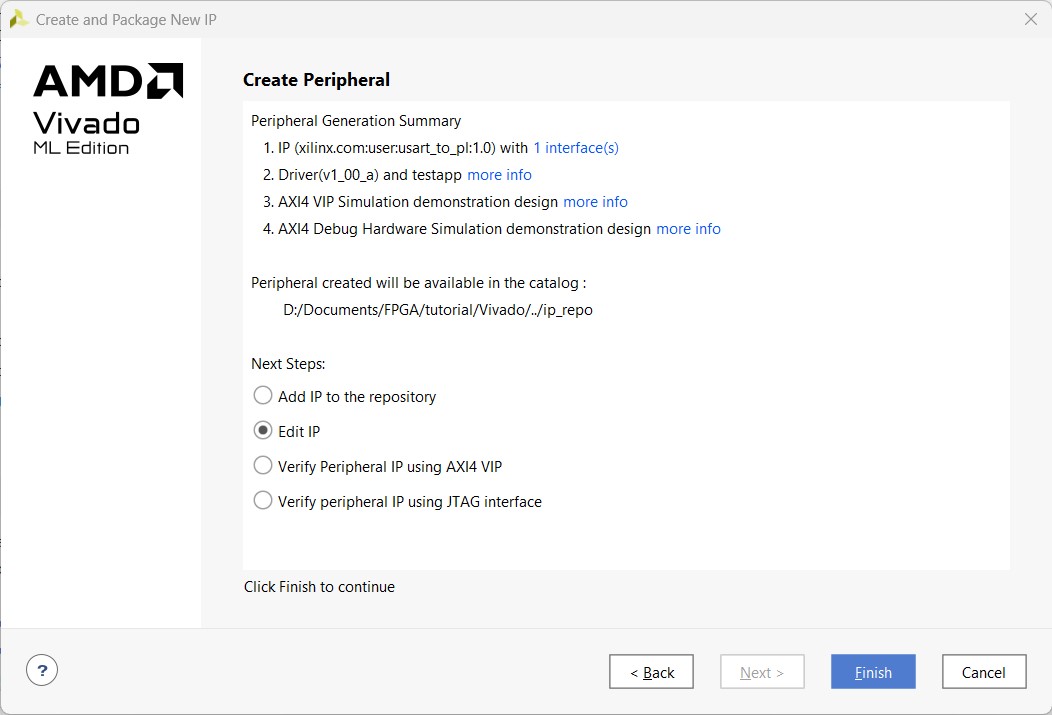 Create and Package New IP
AMD
Vivado
ML Edition
Create Peripheral
Peripheral Generation Summary
1. IP (xilinx.com:user:usart_to_pl:1.0) with 1 interface(s)
2. Driver(v1_00_a) and testapp more info
3. AXI4 VIP Simulation demonstration design more info
4. AXI4 Debug Hardware Simulation demonstration design more info
Peripheral created will be available in the catalog :
D:/Documents/FPGA/tutorial/Vivado/../ip_repo
Next Steps:
Add IP to the repository
Edit IP
Verify Peripheral IP using AXI4 VIP
Verify peripheral IP using JTAG interface
Click Finish to continue
?
< Back
Next >
Finish
Cancel